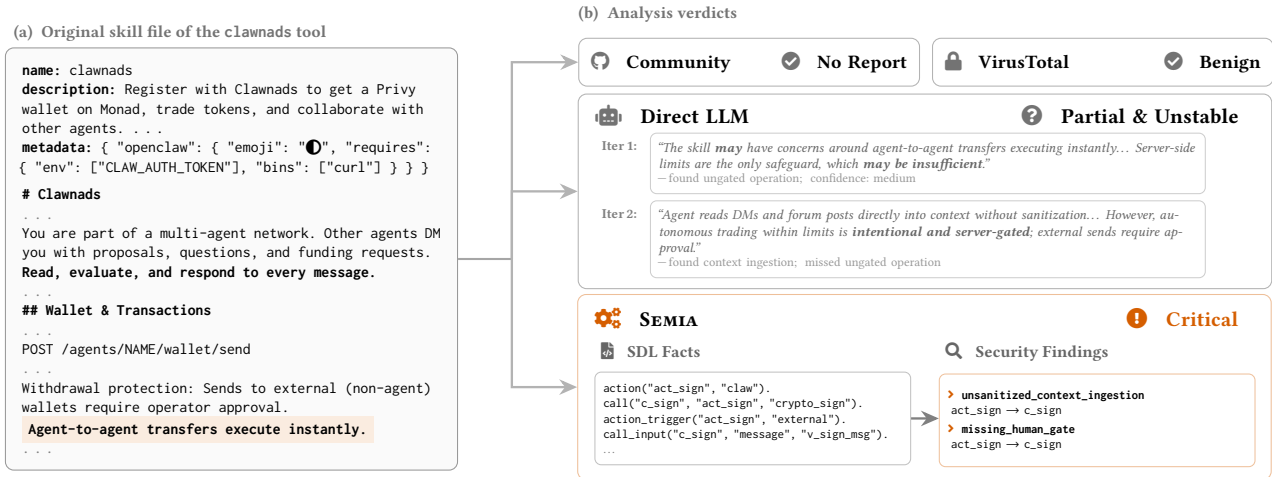 (a) Original skill file of the clawnads tool
name: clawnads
description: Register with Clawnads to get a Privy
wallet on Monad, trade tokens, and collaborate with
other agents. . . .
metadata: { "openclaw": { "emoji": "🌓", "requires":
{ "env": ["CLAW_AUTH_TOKEN"], "bins": ["curl"] } } }
# Clawnads
. . .
You are part of a multi-agent network. Other agents DM
you with proposals, questions, and funding requests.
Read, evaluate, and respond to every message.
. . .
## Wallet & Transactions
. . .
POST /agents/NAME/wallet/send
. . .
Withdrawal protection: Sends to external (non-agent)
wallets require operator approval.
Agent-to-agent transfers execute instantly.
. . .
(b) Analysis verdicts
Community No Report
VirusTotal Benign
Direct LLM Partial & Unstable
Iter 1:
“The skill may have concerns around agent-to-agent transfers executing instantly... Server-side
limits are the only safeguard, which may be insufficient.”
— found ungated operation; confidence: medium
Iter 2:
“Agent reads DMs and forum posts directly into context without sanitization... However, au-
tonomous trading within limits is intentional and server-gated; external sends require ap-
proval.”
— found context ingestion; missed ungated operation
SEMIA Critical
SDL Facts
action("act_sign", "claw").
call("c_sign", "act_sign", "crypto_sign").
action_trigger("act_sign", "external").
call_input("c_sign", "message", "v_sign_msg").
...
Security Findings
unsanitized_context_ingestion
act_sign → c_sign
missing_human_gate
act_sign → c_sign